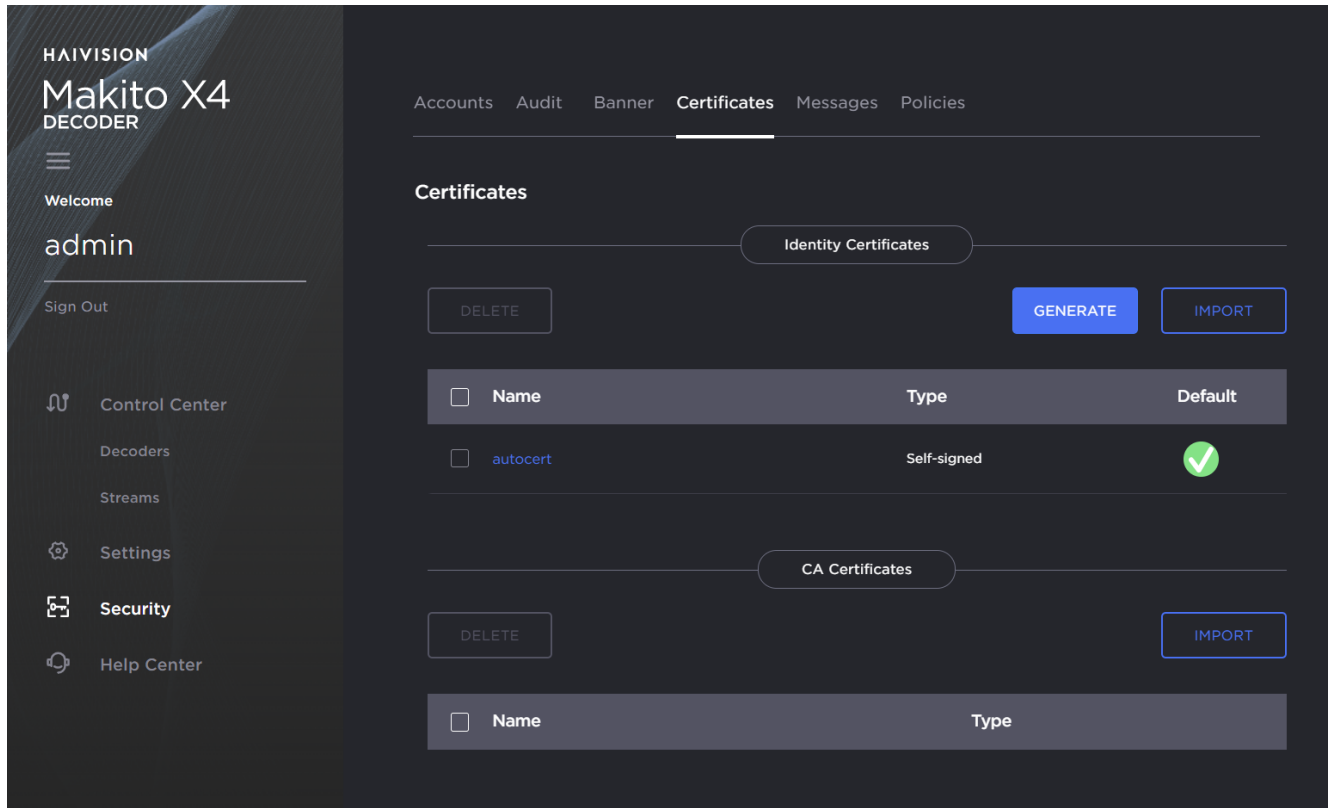 HAIVISION
Makito X4
DECODER
Welcome
admin
Sign Out
Control Center
Decoders
Streams
Settings
Security
Help Center
Accounts Audit Banner Certificates Messages Policies
Certificates
Identity Certificates
DELETE GENERATE IMPORT
Name Type Default
autocert Self-signed
CA Certificates
DELETE IMPORT
Name Type